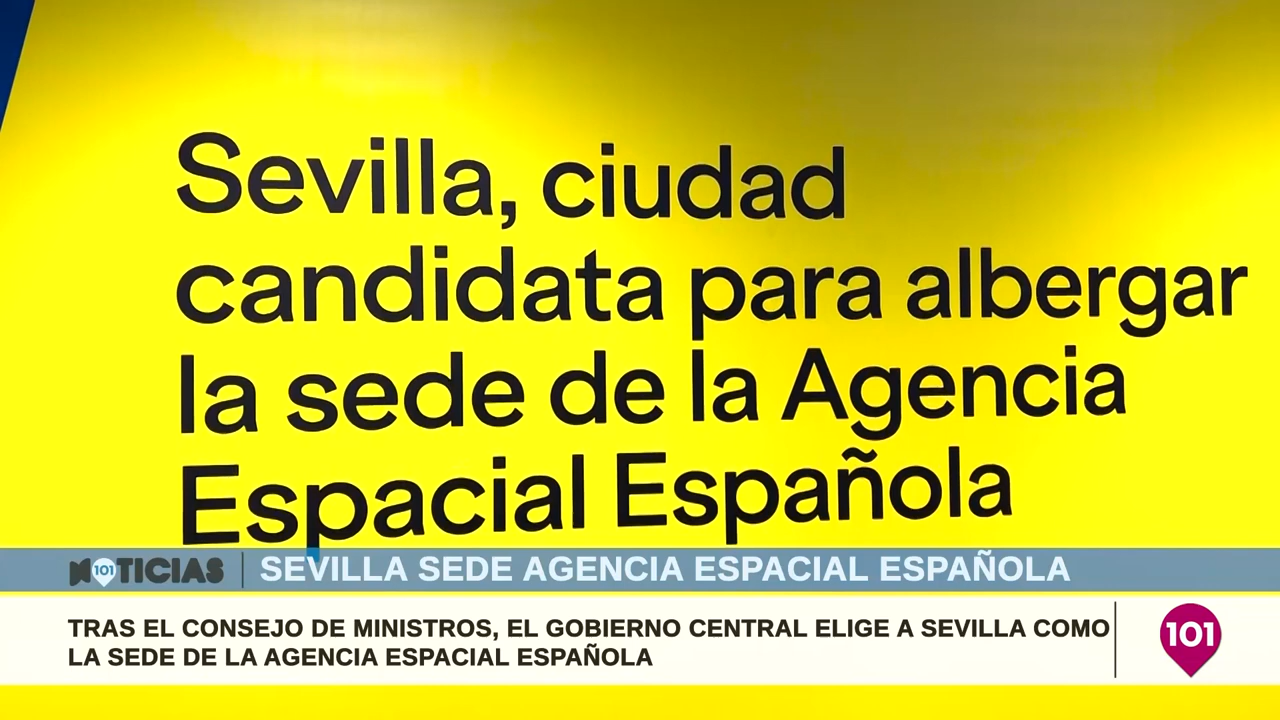 Sevilla, ciudad
candidata para albergar
la sede de la Agencia
Espacial Española
NOTICIAS 101
SEVILLA SEDE AGENCIA ESPACIAL ESPAÑOLA
TRAS EL CONSEJO DE MINISTROS, EL GOBIERNO CENTRAL ELIGE A SEVILLA COMO
LA SEDE DE LA AGENCIA ESPACIAL ESPAÑOLA
101